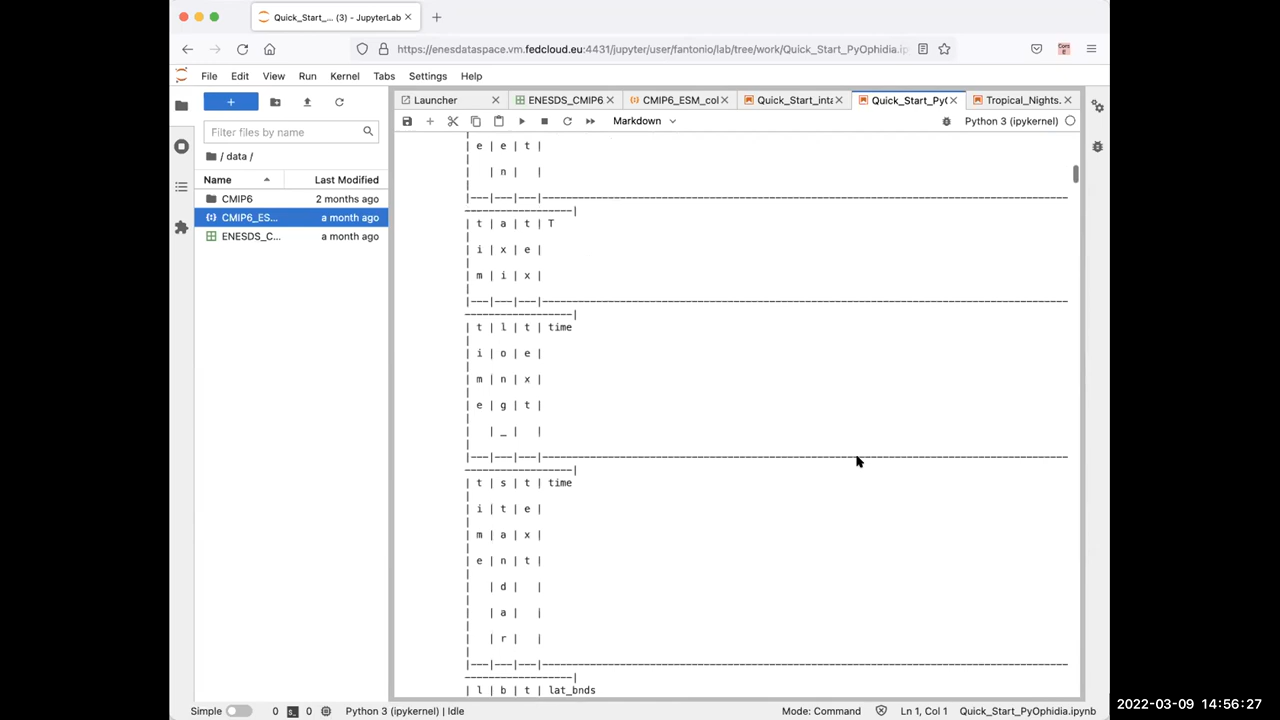 Quick_Start_... (3) - JupyterLab
https://enesdataspace.vm.fedcloud.eu:4431/jupyter/user/fantonio/lab/tree/work/Quick_Start_PyOphidia.ip
File Edit View Run Kernel Tabs Settings Help
Launcher ENESDS_CMIP6 CMIP6_ESM_col Quick_Start_inta Quick_Start_Py( Tropical_Nights.
Markdown Python 3 (ipykernel)
Filter files by name
/ data /
Name Last Modified
CMIP6 2 months ago
CMIP6_ES... a month ago
ENESDS_C... a month ago
| e | e | t |
| | n | |
|---|---|---|----------------------------------------------------------------------------------------
------------------|
| t | a | t | T
| i | x | e |
| m | i | x |
|---|---|---|----------------------------------------------------------------------------------------
------------------|
| t | l | t | time
| i | o | e |
| m | n | x |
| e | g | t |
| | _ | |
|---|---|---|----------------------------------------------------------------------------------------
------------------|
| t | s | t | time
| i | t | e |
| m | a | x |
| e | n | t |
| | d | |
| | a | |
| | r | |
|---|---|---|----------------------------------------------------------------------------------------
------------------|
| l | b | t | lat_bnds
Simple 0 0 Python 3 (ipykernel) | Idle Mode: Command Ln 1, Col 1 Quick_Start_PyOphidia.ipynb
2022-03-09 14:56:27